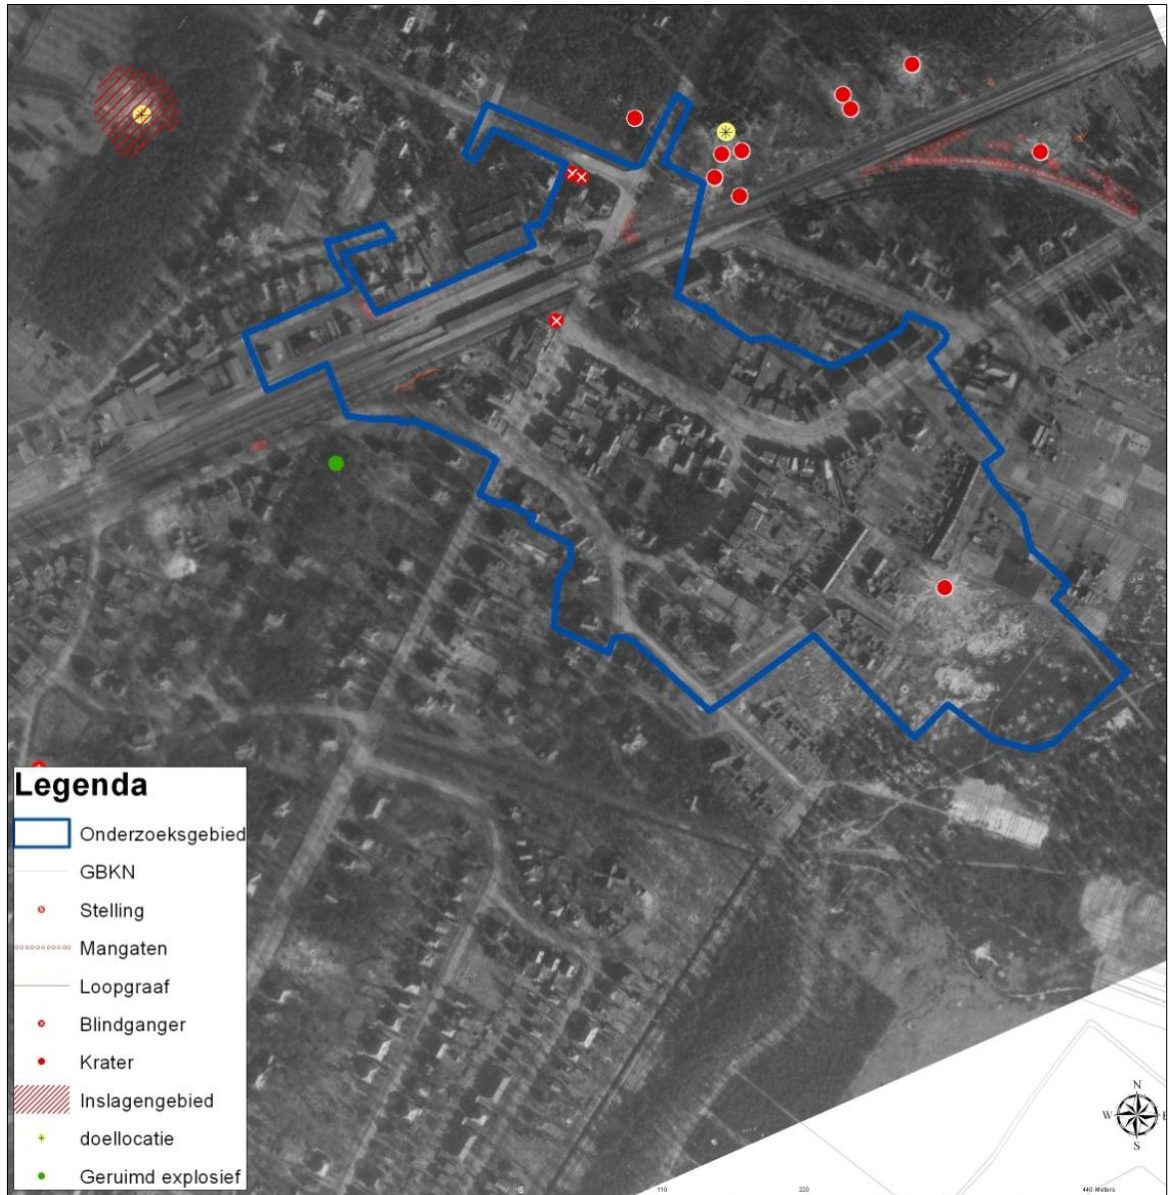 Legenda
Onderzoeksgebied
GBKN
Stelling
Mangaten
Loopgraaf
Blindganger
Krater
Inslagengebied
doellocatie
Geruimd explosief
N
W
E
S
110
220
440 Meters